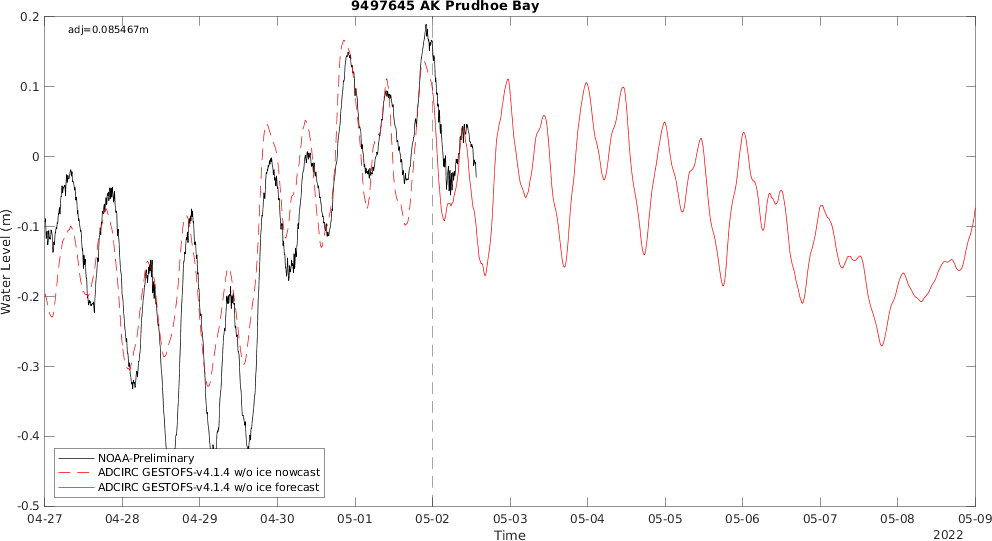 9497645 AK Prudhoe Bay
adj=0.085467m
0.2
0.1
0
-0.1
-0.2
-0.3
-0.4
-0.5
Water Level (m)
NOAA-Preliminary
ADCIRC GESTOFS-v4.1.4 w/o ice nowcast
ADCIRC GESTOFS-v4.1.4 w/o ice forecast
04-27 04-28 04-29 04-30 05-01 05-02 05-03 05-04 05-05 05-06 05-07 05-08 05-09
Time
2022